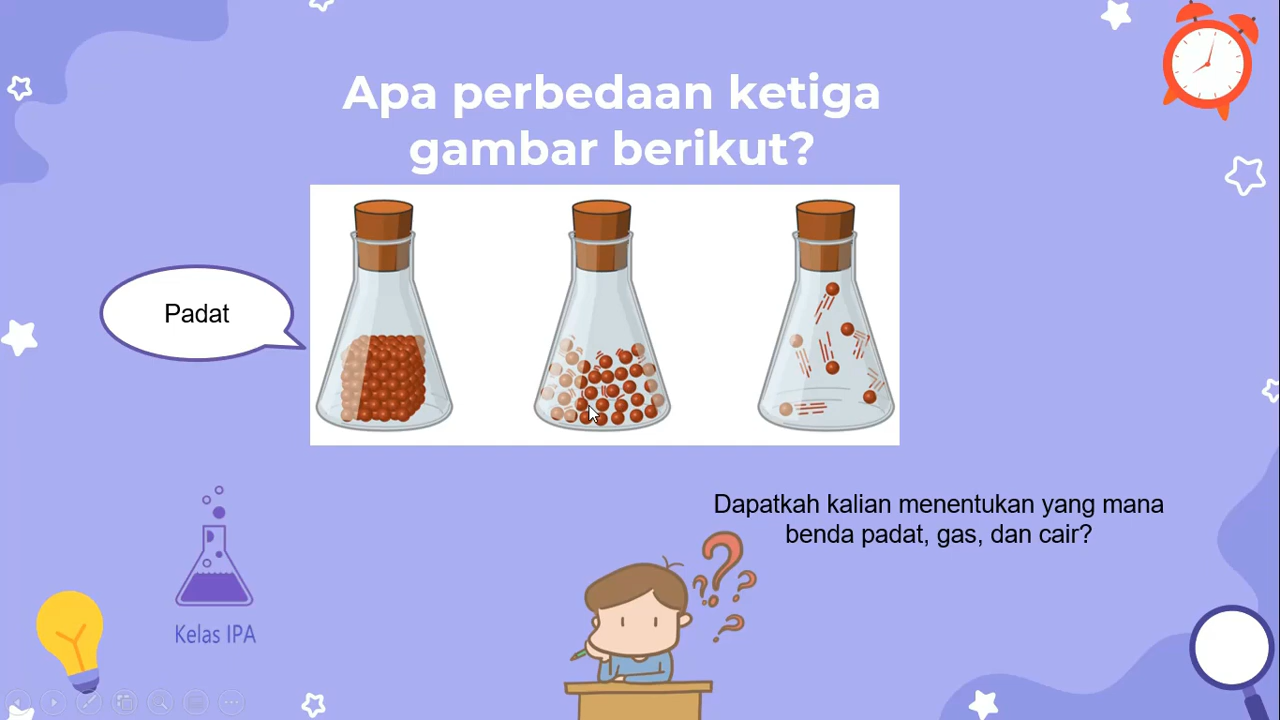 Apa perbedaan ketiga
gambar berikut?
Padat
Dapatkah kalian menentukan yang mana
benda padat, gas, dan cair?
Kelas IPA